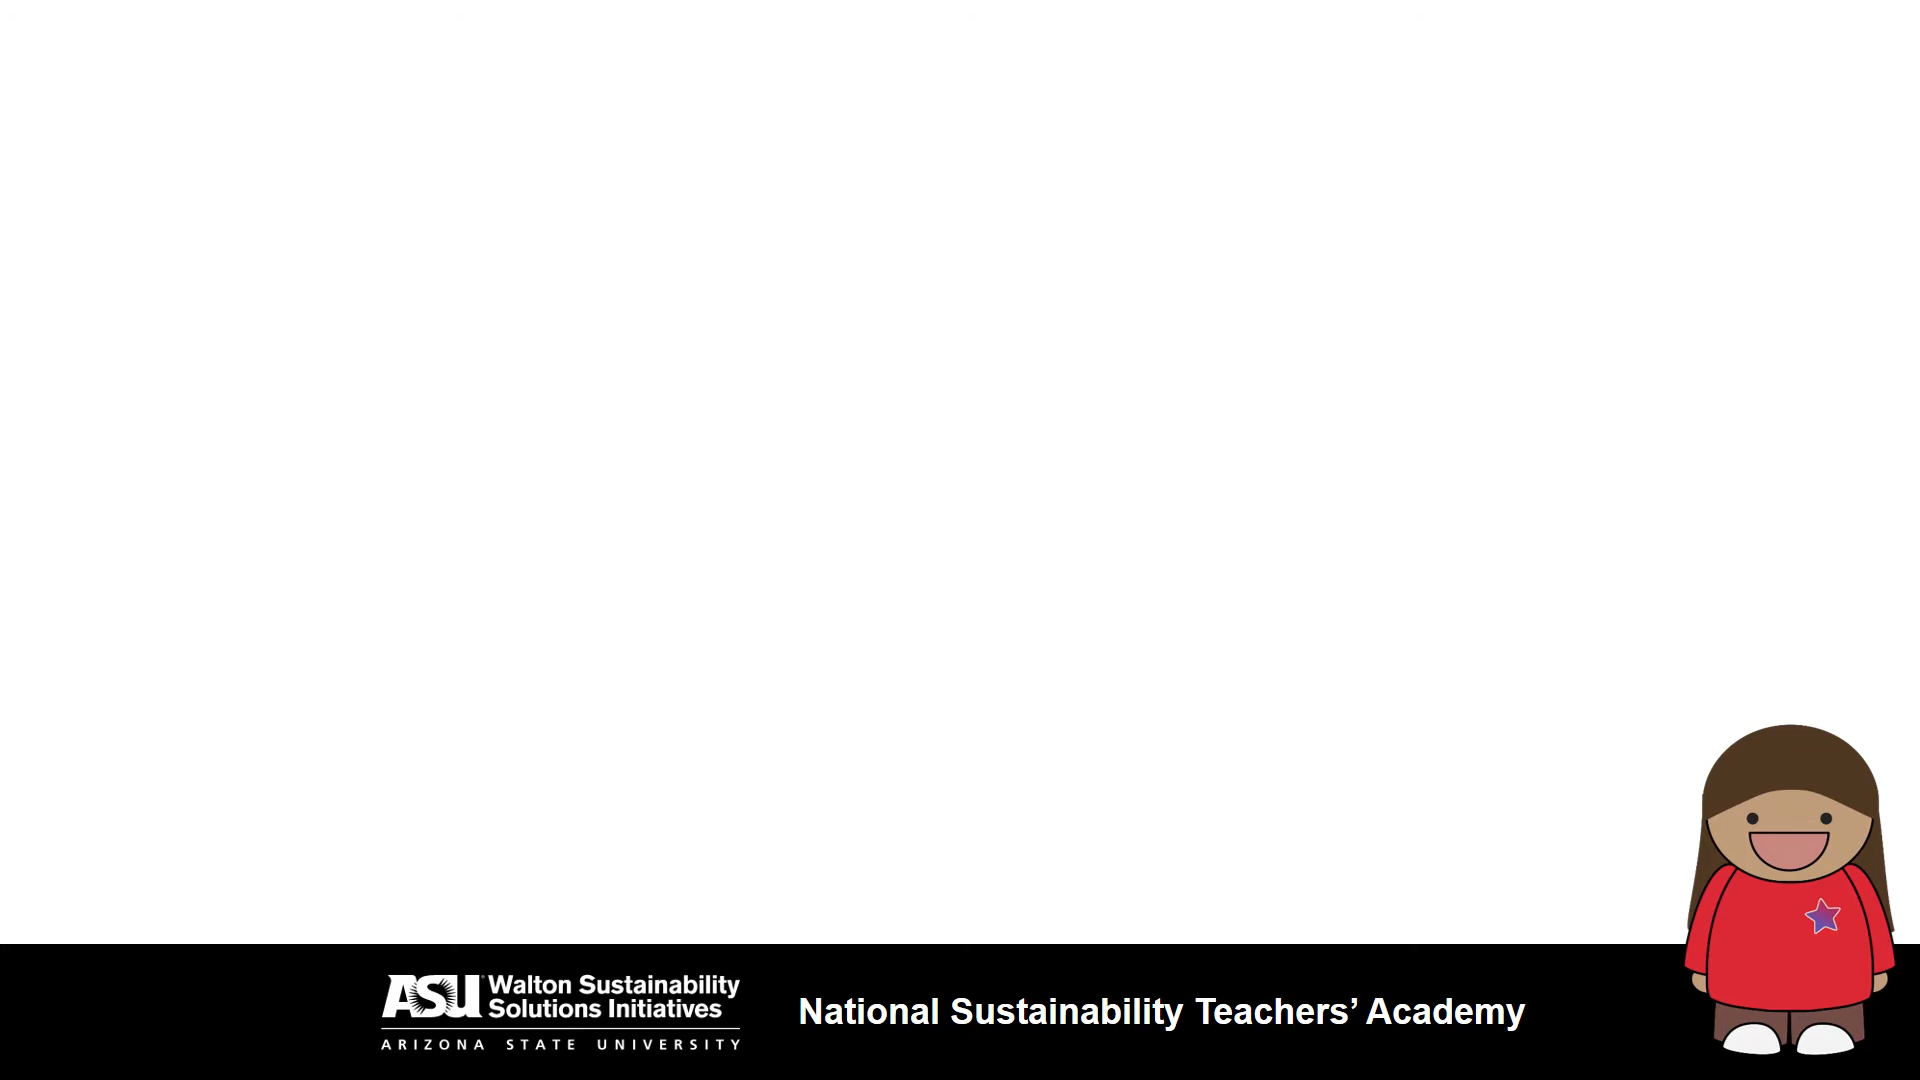 ASU Walton Sustainability
Solutions Initiatives
ARIZONA STATE UNIVERSITY
National Sustainability Teachers’ Academy